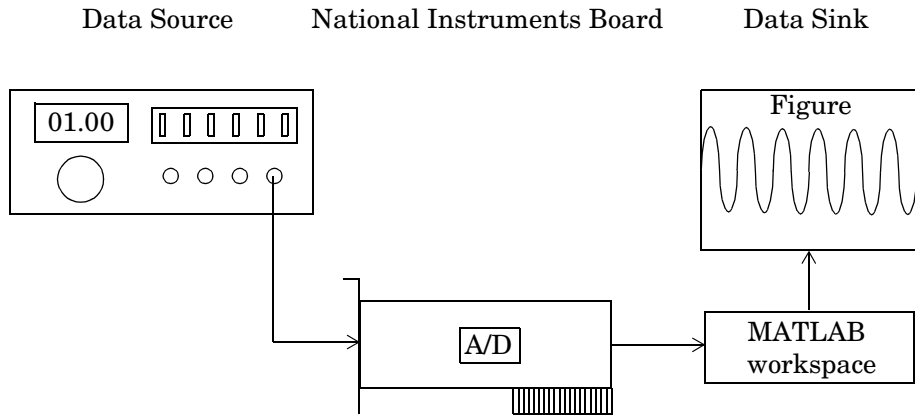 Data Source
National Instruments Board
Data Sink
01.00
Figure
A/D
MATLAB
workspace